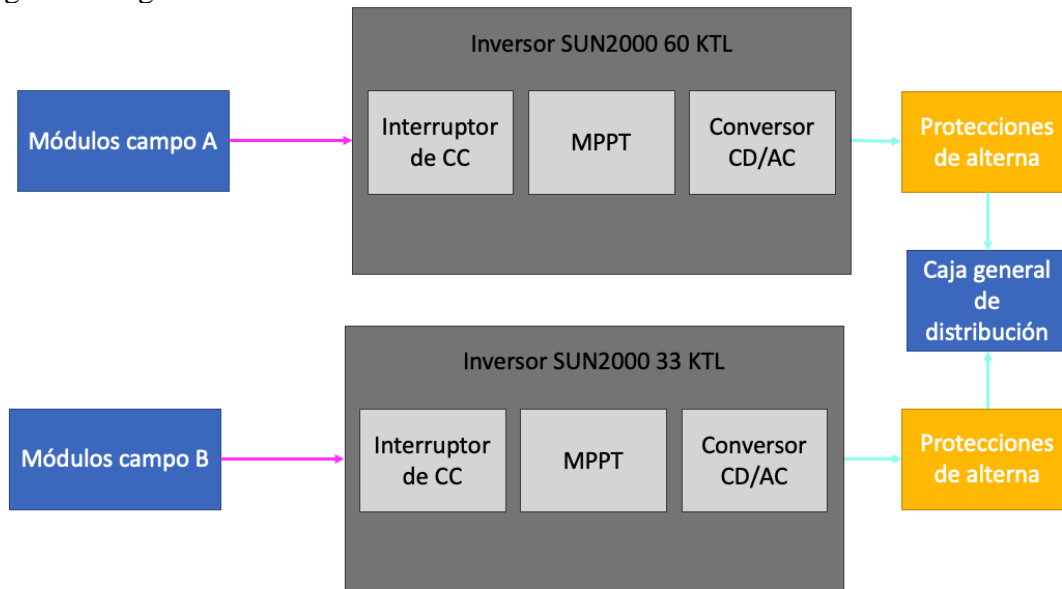 Inversor SUN2000 60 KTL
Módulos campo A
Interruptor
de CC
MPPT
Conversor
CD/AC
Protecciones
de alterna
Caja general
de
distribución
Inversor SUN2000 33 KTL
Módulos campo B
Interruptor
de CC
MPPT
Conversor
CD/AC
Protecciones
de alterna